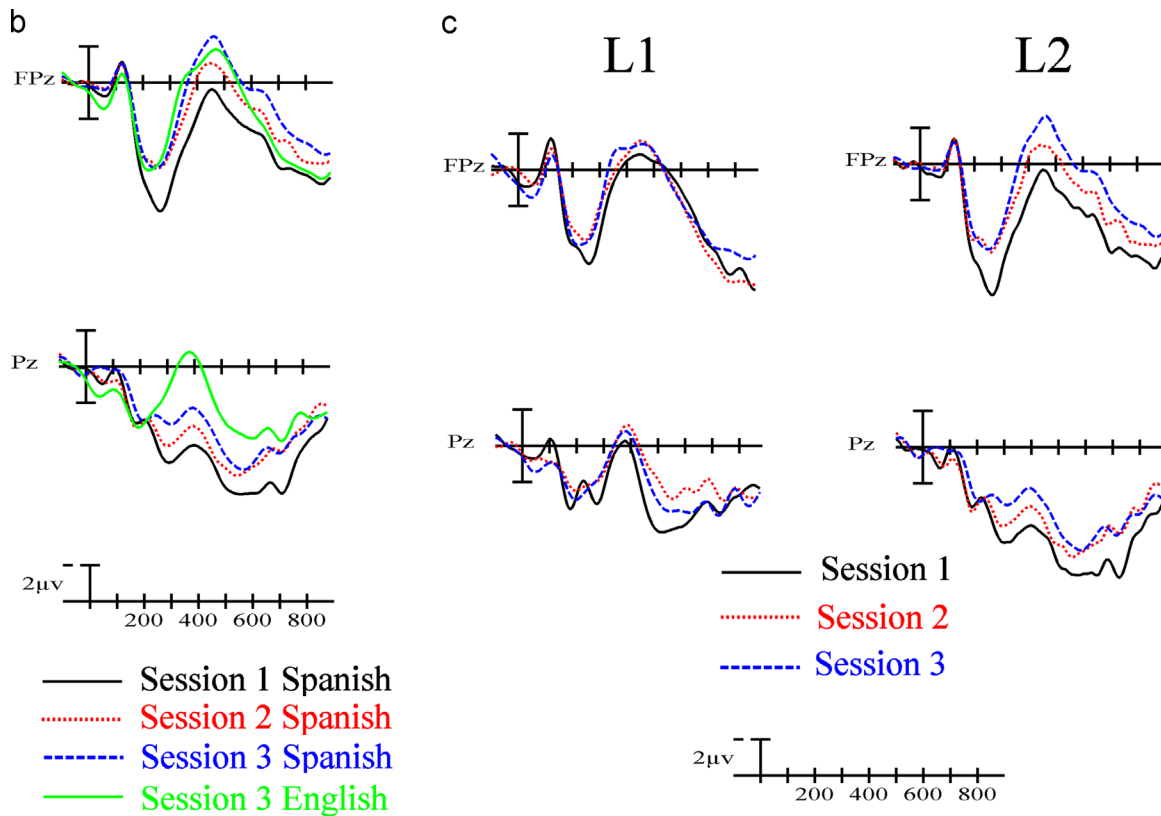 b
FPz
Pz
2μv
200 400 600 800
Session 1 Spanish
Session 2 Spanish
Session 3 Spanish
Session 3 English
c
L1
L2
FPz
FPz
Pz
Pz
Session 1
Session 2
Session 3
2μv
200 400 600 800